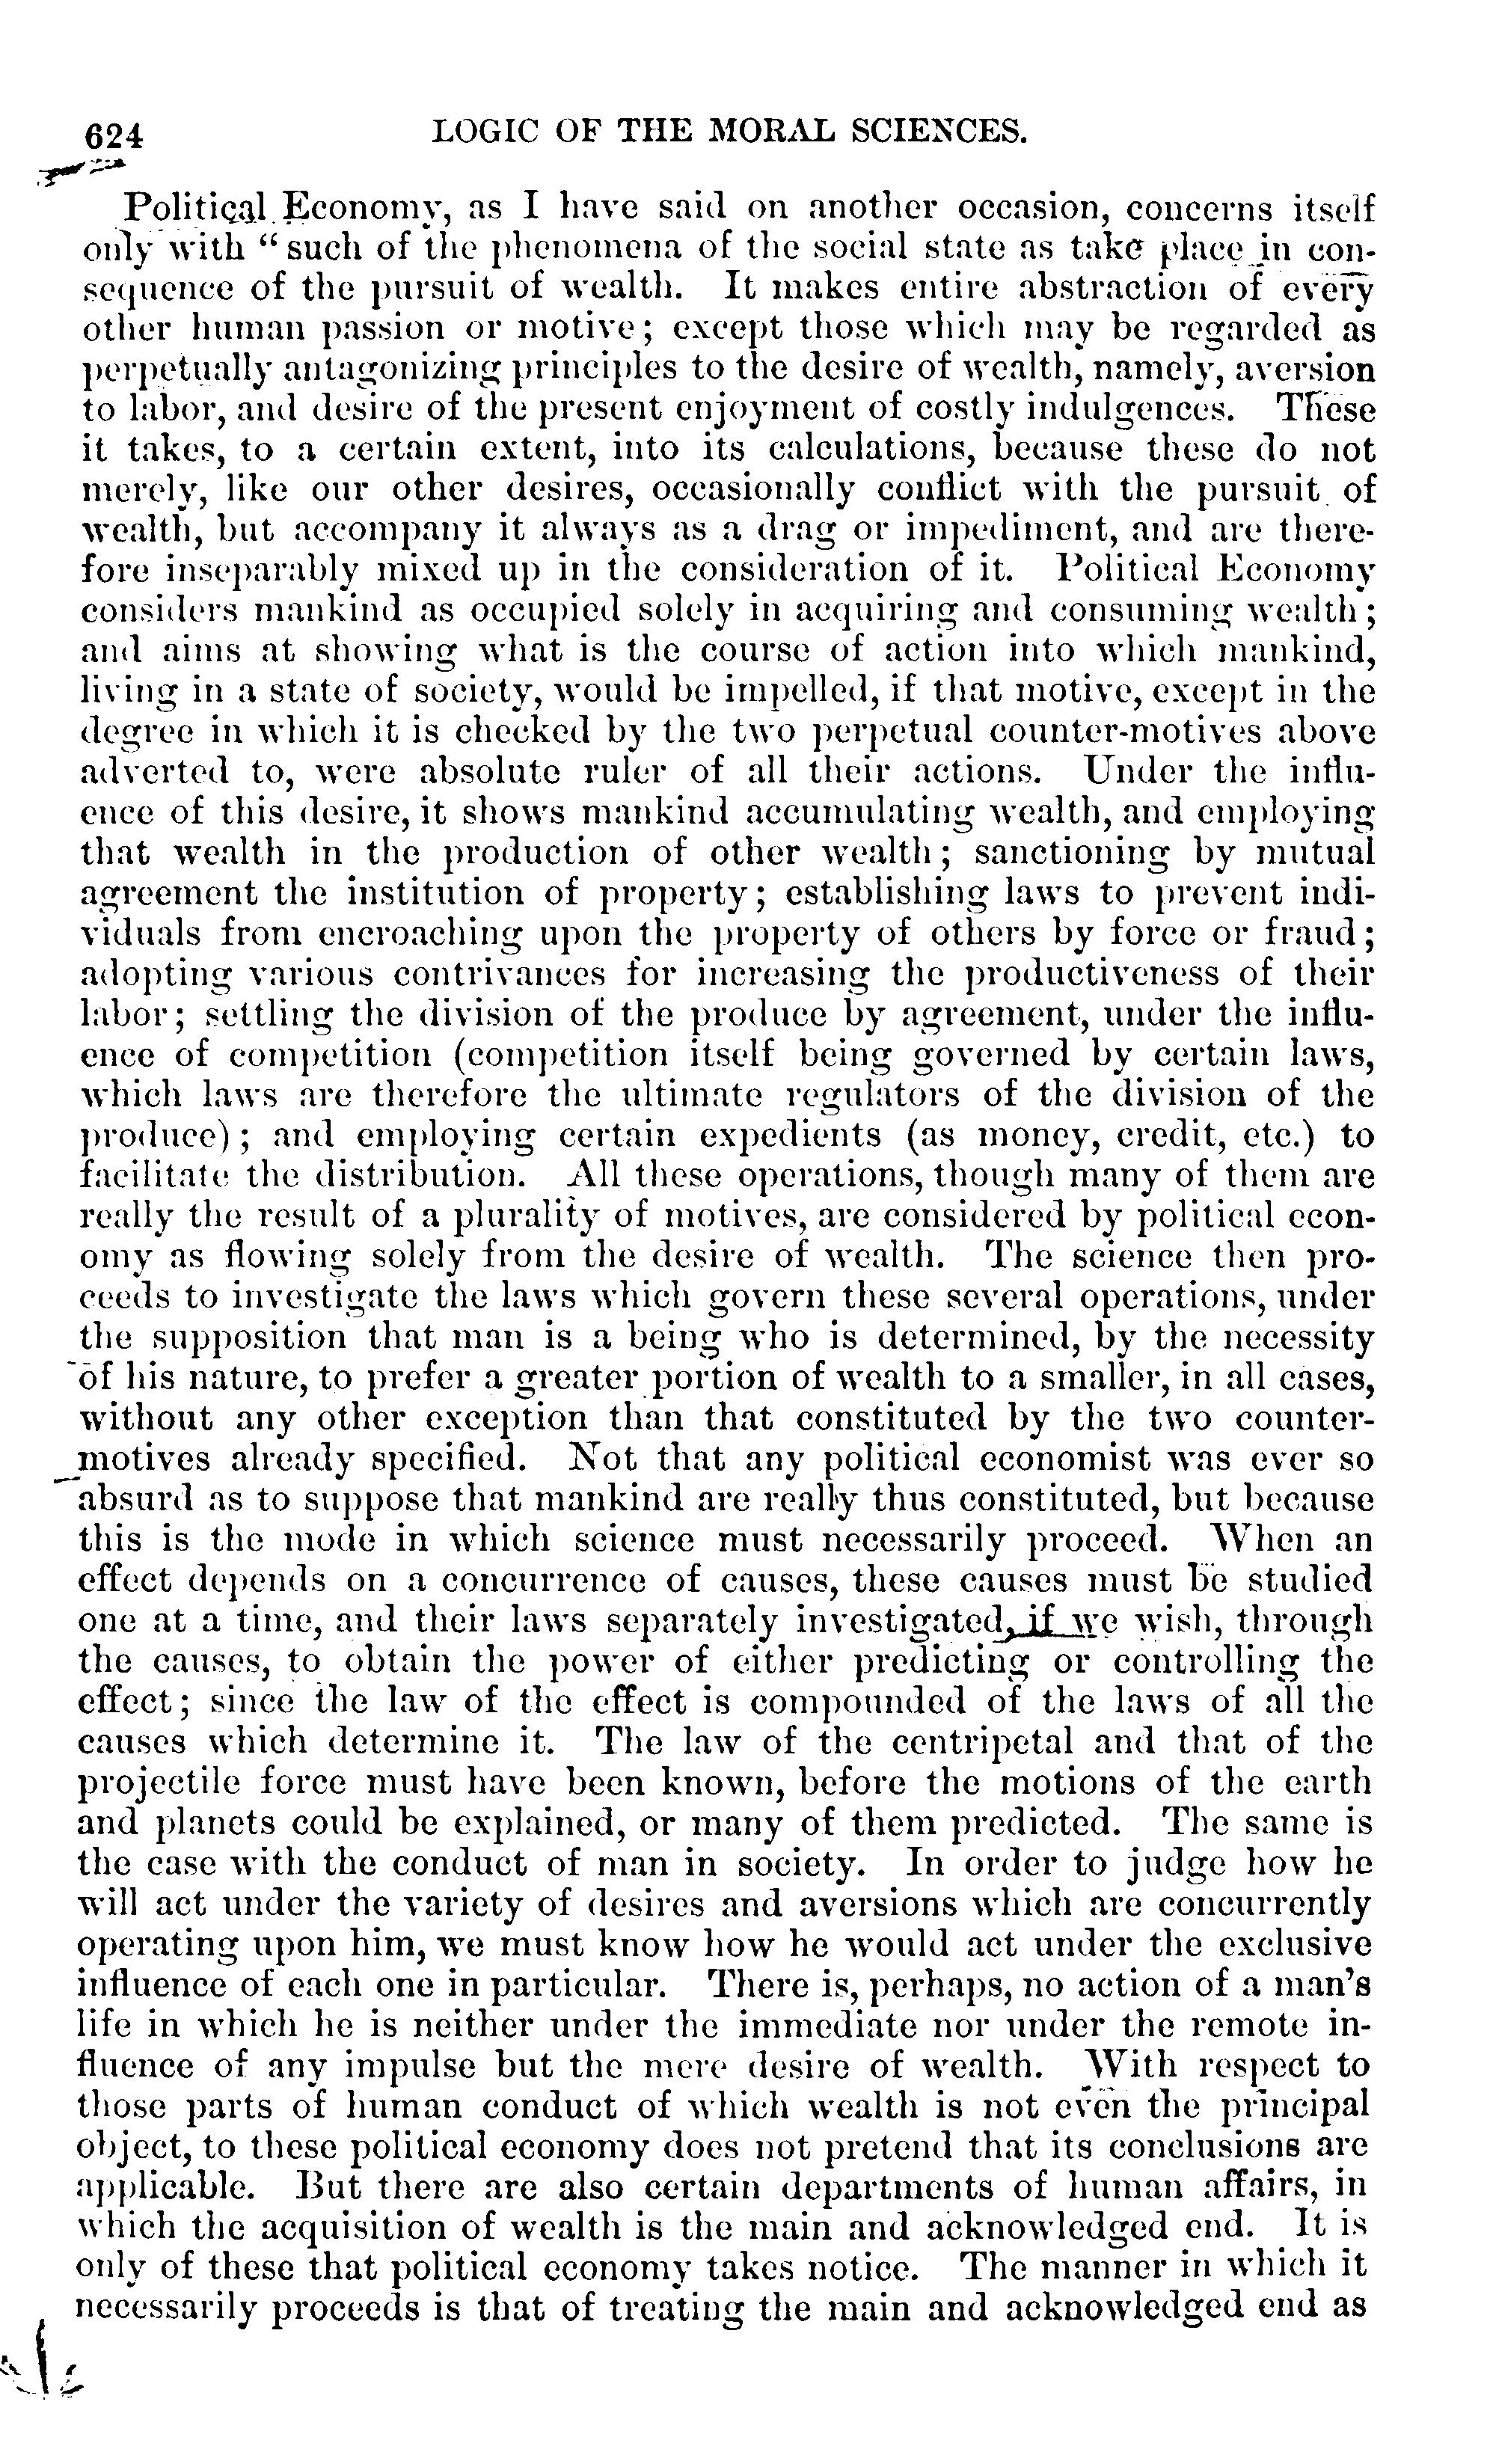 624 LOGIC OF THE MORAL SCIENCES.
Political Economy, as I have said on another occasion, concerns itself
only with “such of the phenomena of the social state as take place in con-
sequence of the pursuit of wealth. It makes entire abstraction of every
other human passion or motive; except those which may be regarded as
perpetually antagonizing principles to the desire of wealth, namely, aversion
to labor, and desire of the present enjoyment of costly indulgences. These
it takes, to a certain extent, into its calculations, because these do not
merely, like our other desires, occasionally conflict with the pursuit of
wealth, but accompany it always as a drag or impediment, and are there-
fore inseparably mixed up in the consideration of it. Political Economy
considers mankind as occupied solely in acquiring and consuming wealth;
and aims at showing what is the course of action into which mankind,
living in a state of society, would be impelled, if that motive, except in the
degree in which it is checked by the two perpetual counter-motives above
adverted to, were absolute ruler of all their actions. Under the influ-
ence of this desire, it shows mankind accumulating wealth, and employing
that wealth in the production of other wealth; sanctioning by mutual
agreement the institution of property; establishing laws to prevent indi-
viduals from encroaching upon the property of others by force or fraud;
adopting various contrivances for increasing the productiveness of their
labor; settling the division of the produce by agreement, under the influ-
ence of competition (competition itself being governed by certain laws,
which laws are therefore the ultimate regulators of the division of the
produce); and employing certain expedients (as money, credit, etc.) to
facilitate the distribution. All these operations, though many of them are
really the result of a plurality of motives, are considered by political econ-
omy as flowing solely from the desire of wealth. The science then pro-
ceeds to investigate the laws which govern these several operations, under
the supposition that man is a being who is determined, by the necessity
of his nature, to prefer a greater portion of wealth to a smaller, in all cases,
without any other exception than that constituted by the two counter-
motives already specified. Not that any political economist was ever so
absurd as to suppose that mankind are really thus constituted, but because
this is the mode in which science must necessarily proceed. When an
effect depends on a concurrence of causes, these causes must be studied
one at a time, and their laws separately investigated, if we wish, through
the causes, to obtain the power of either predicting or controlling the
effect; since the law of the effect is compounded of the laws of all the
causes which determine it. The law of the centripetal and that of the
projectile force must have been known, before the motions of the earth
and planets could be explained, or many of them predicted. The same is
the case with the conduct of man in society. In order to judge how he
will act under the variety of desires and aversions which are concurrently
operating upon him, we must know how he would act under the exclusive
influence of each one in particular. There is, perhaps, no action of a man’s
life in which he is neither under the immediate nor under the remote in-
fluence of any impulse but the mere desire of wealth. With respect to
those parts of human conduct of which wealth is not even the principal
object, to these political economy does not pretend that its conclusions are
applicable. But there are also certain departments of human affairs, in
which the acquisition of wealth is the main and acknowledged end. It is
only of these that political economy takes notice. The manner in which it
necessarily proceeds is that of treating the main and acknowledged end as